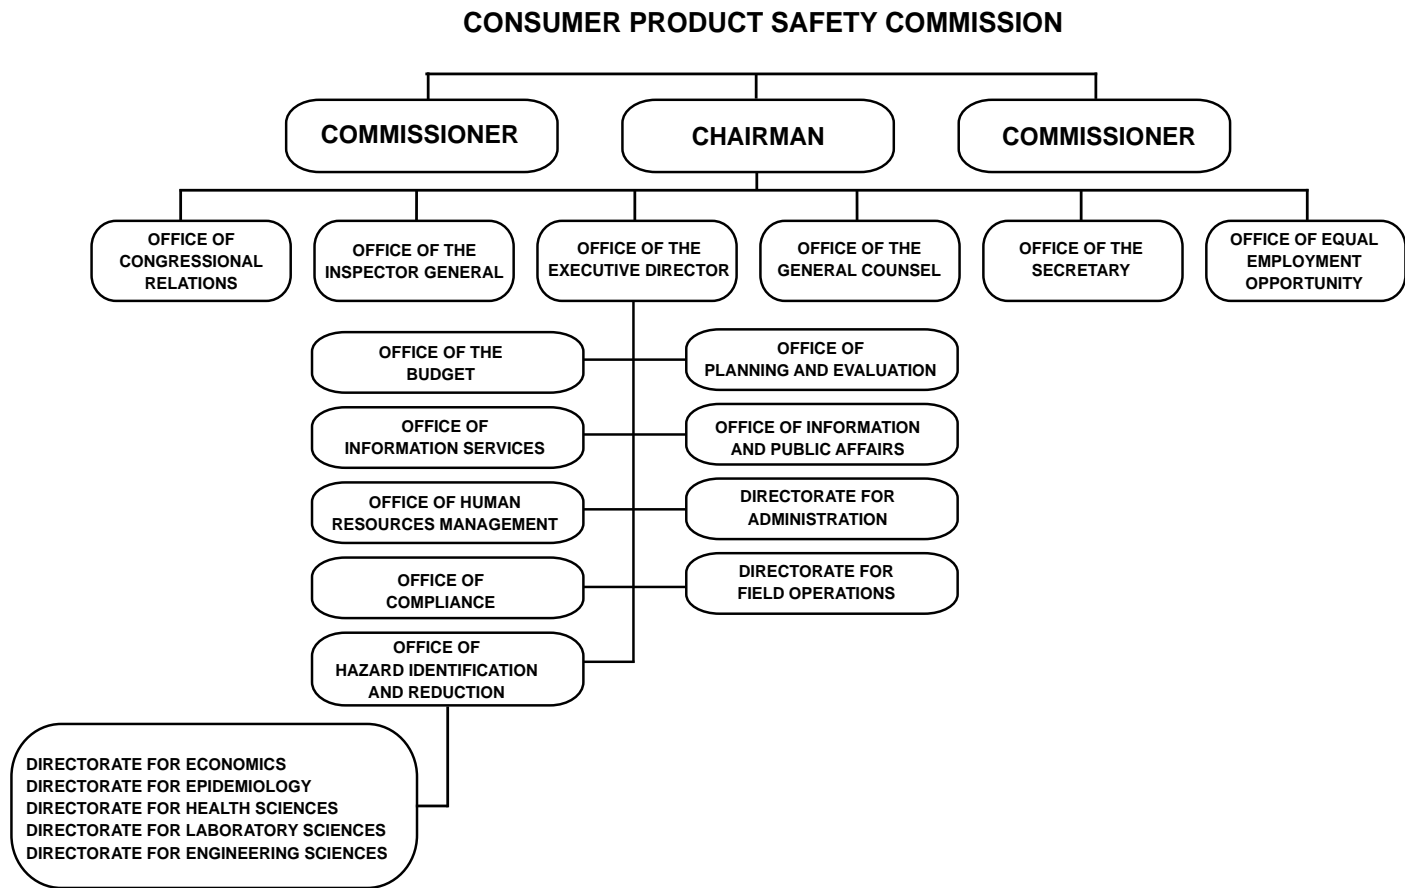 CONSUMER PRODUCT SAFETY COMMISSION
COMMISSIONER
CHAIRMAN
COMMISSIONER
OFFICE OF
CONGRESSIONAL
RELATIONS
OFFICE OF THE
INSPECTOR GENERAL
OFFICE OF THE
EXECUTIVE DIRECTOR
OFFICE OF THE
GENERAL COUNSEL
OFFICE OF THE
SECRETARY
OFFICE OF EQUAL
EMPLOYMENT
OPPORTUNITY
OFFICE OF THE
BUDGET
OFFICE OF
PLANNING AND EVALUATION
OFFICE OF
INFORMATION SERVICES
OFFICE OF INFORMATION
AND PUBLIC AFFAIRS
OFFICE OF HUMAN
RESOURCES MANAGEMENT
DIRECTORATE FOR
ADMINISTRATION
OFFICE OF
COMPLIANCE
DIRECTORATE FOR
FIELD OPERATIONS
OFFICE OF
HAZARD IDENTIFICATION
AND REDUCTION
DIRECTORATE FOR ECONOMICS
DIRECTORATE FOR EPIDEMIOLOGY
DIRECTORATE FOR HEALTH SCIENCES
DIRECTORATE FOR LABORATORY SCIENCES
DIRECTORATE FOR ENGINEERING SCIENCES